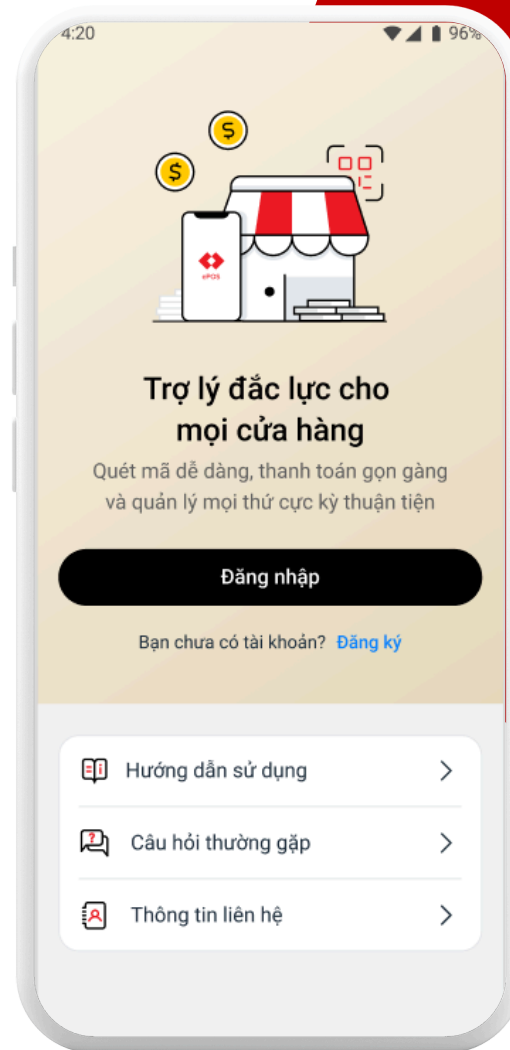 4:20
96%
ePOS
Trợ lý đắc lực cho
mọi cửa hàng
Quét mã dễ dàng, thanh toán gọn gàng
và quản lý mọi thứ cực kỳ thuận tiện
Đăng nhập
Bạn chưa có tài khoản? Đăng ký
Hướng dẫn sử dụng
Câu hỏi thường gặp
Thông tin liên hệ